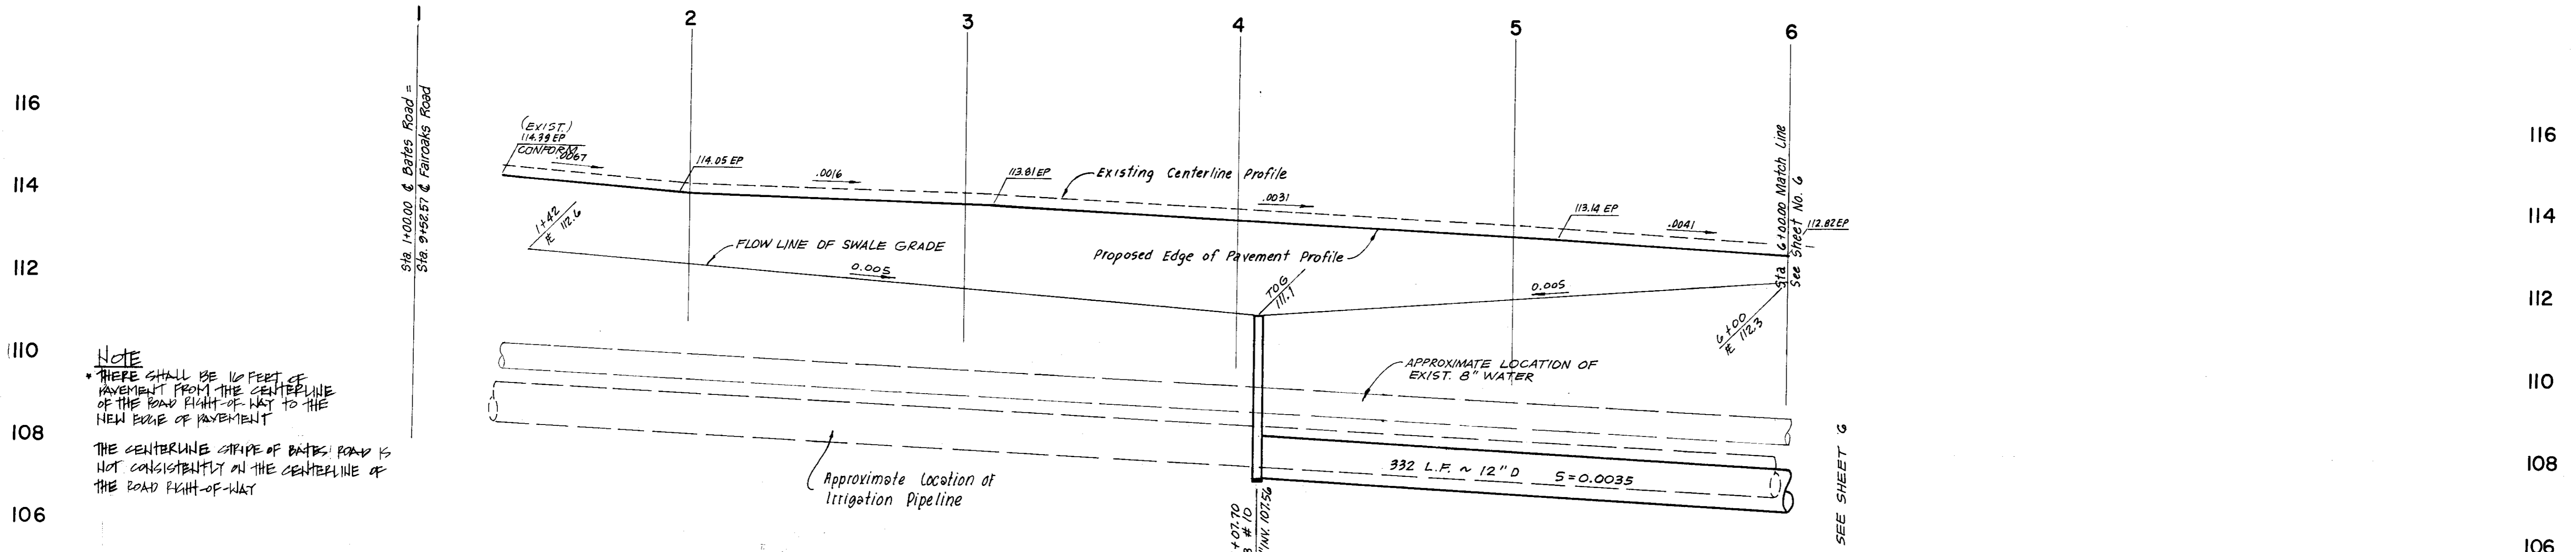 1
2
3
4
5
6
116
114
112
110
108
106
Sta. 1+00.00 ℄ Bates Road =
Sta. 9+52.57 ℄ Fairoaks Road
(EXIST.)
114.39 EP
CONFORM
.0067
114.05 EP
.0016
113.81 EP
Existing Centerline Profile
.0031
113.14 EP
.0041
112.82 EP
Sta 6+00.00 Match Line
See Sheet No. 6
1+42
112.6
FLOW LINE OF SWALE GRADE
0.005
Proposed Edge of Pavement Profile
TOG
111.1
0.005
6+00
112.3
NOTE
* THERE SHALL BE 16 FEET OF
PAVEMENT FROM THE CENTERLINE
OF THE ROAD RIGHT-OF-WAY TO THE
NEW EDGE OF PAVEMENT
THE CENTERLINE STRIPE OF BATES ROAD IS
NOT CONSISTENTLY ON THE CENTERLINE OF
THE ROAD RIGHT-OF-WAY
APPROXIMATE LOCATION OF
EXIST. 8" WATER
332 L.F. ~ 12" D S=0.0035
Approximate Location of
Irrigation Pipeline
+07.70
#10
INV. 107.56
SEE SHEET 6
116
114
112
110
108
106